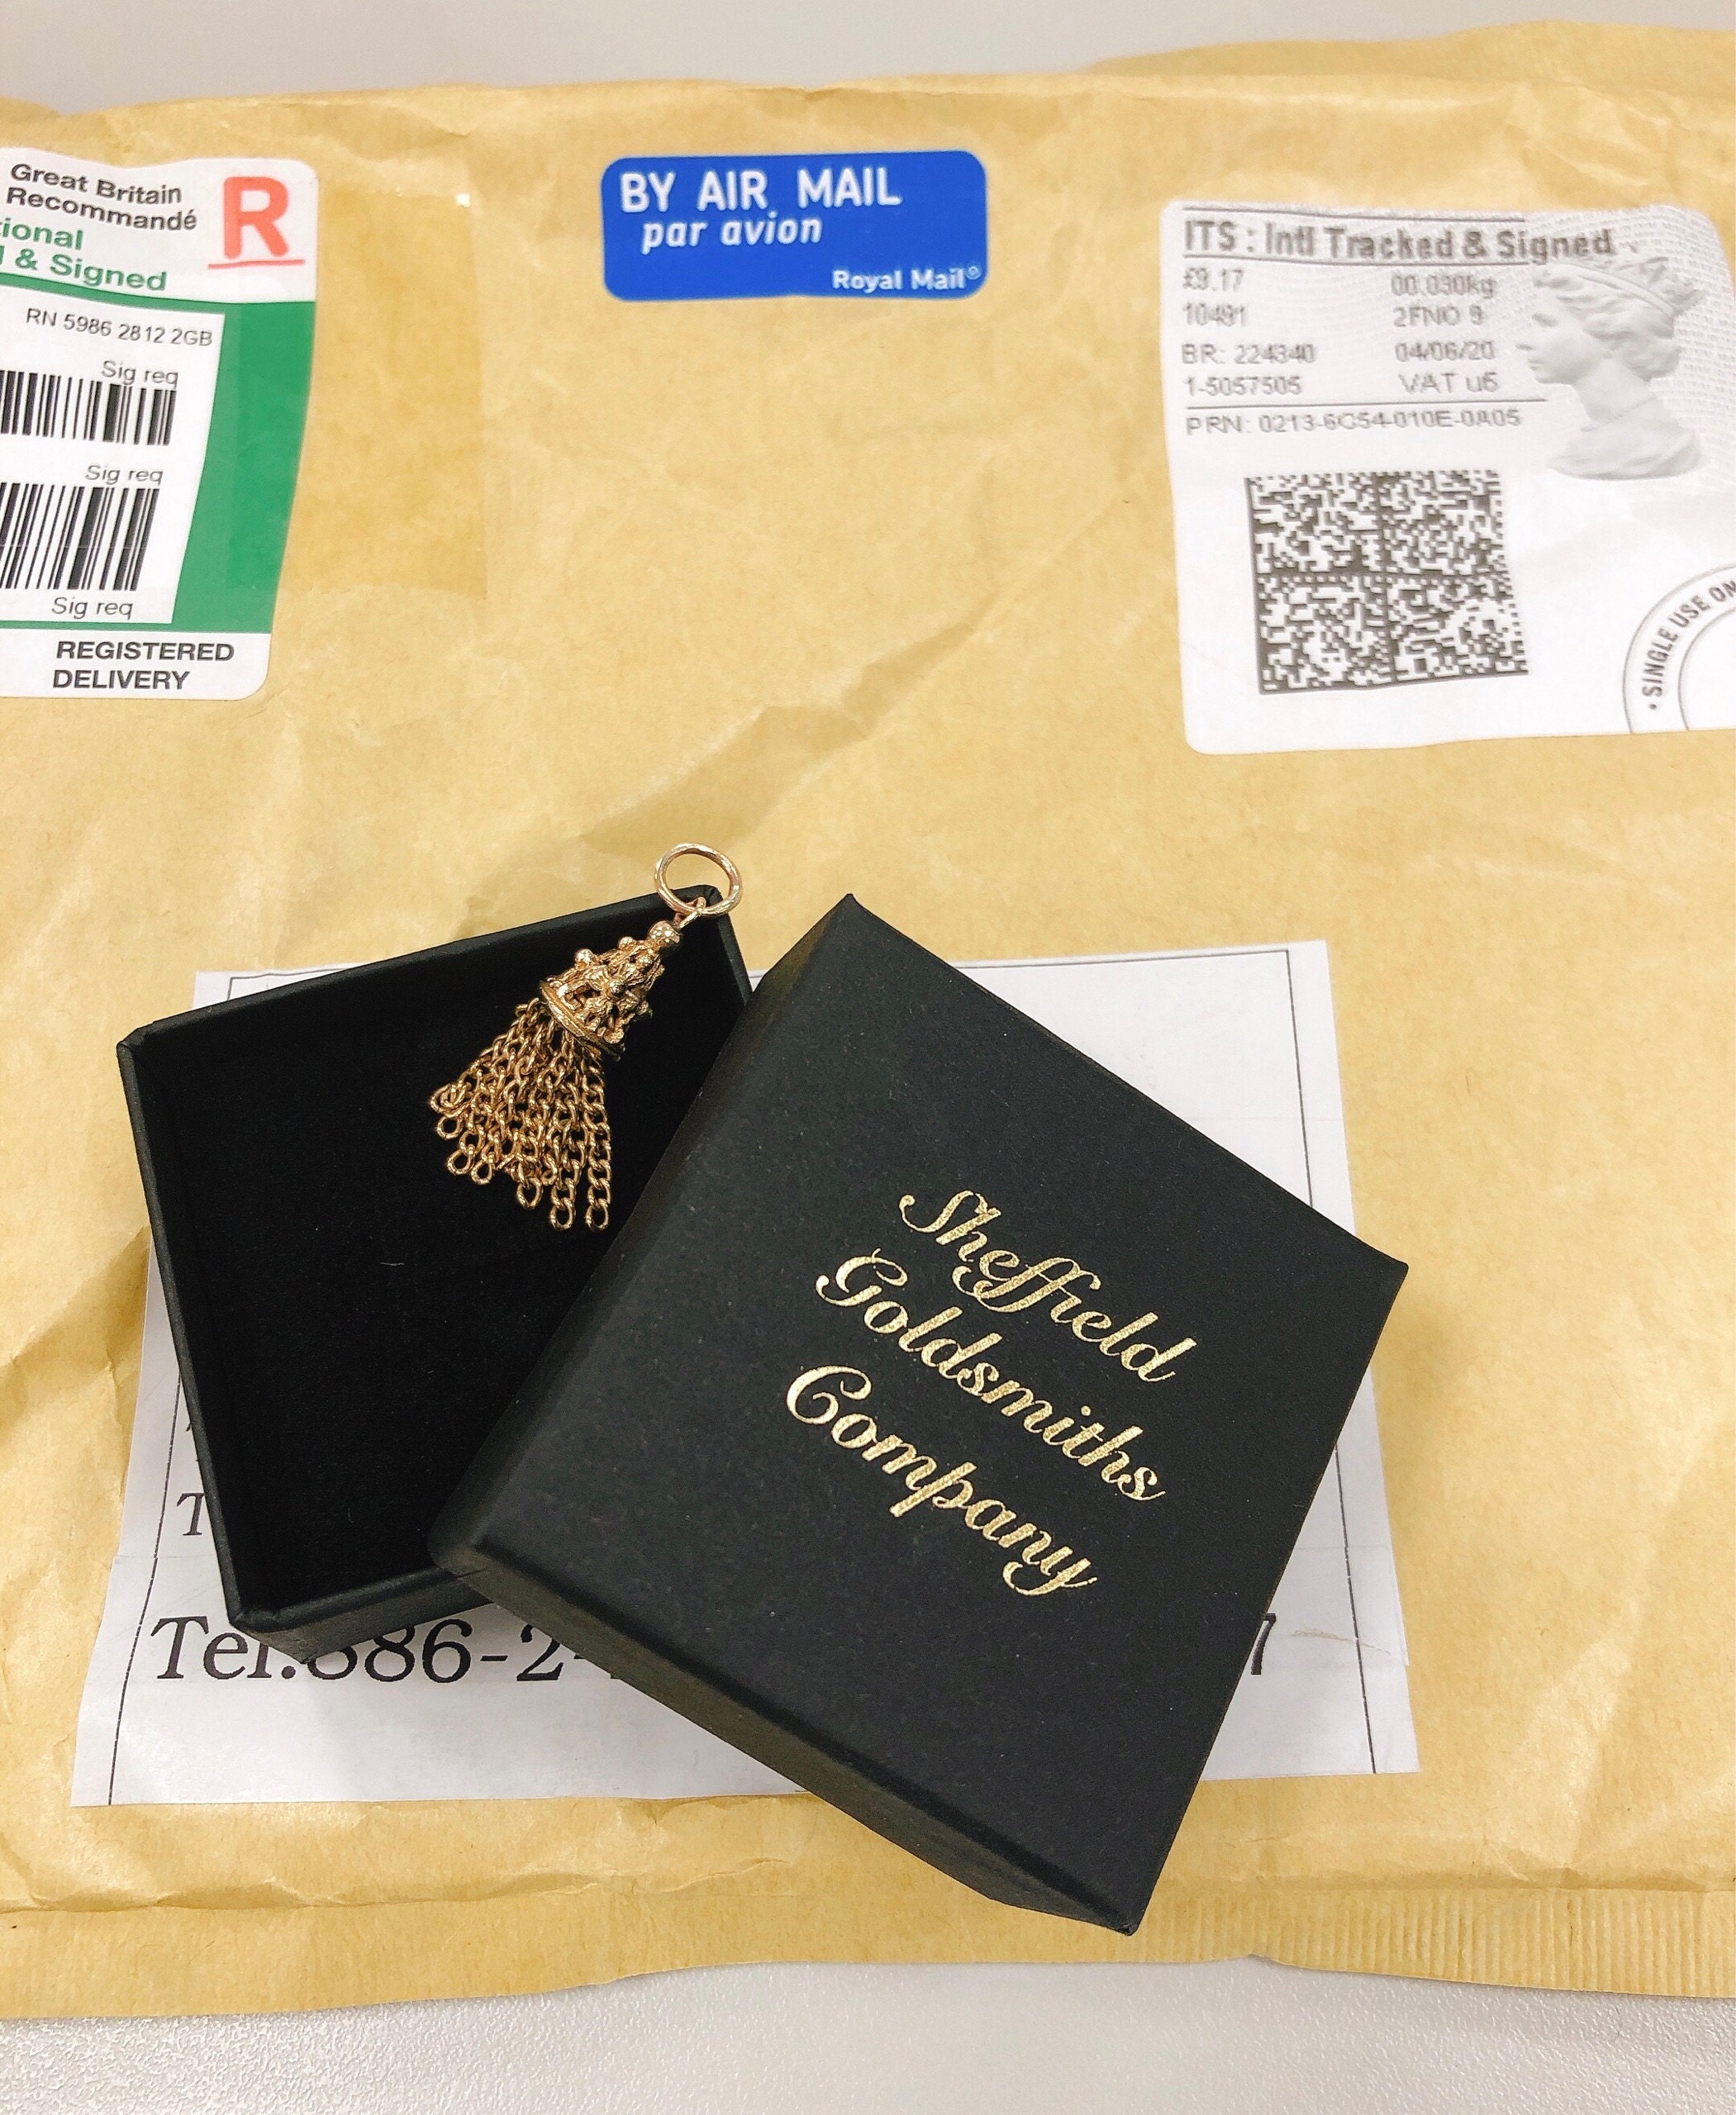 Great Britain
Recommandé
R
tional
& Signed
RN 5986 2812 2GB
Sig req
Sig req
Sig req
REGISTERED
DELIVERY
BY AIR MAIL
par avion
Royal Mail®
ITS : Intl Tracked & Signed
£9.17 00.030kg
10491 2FNO 9
BR: 224340 04/06/20
1-5057505 VAT u6
PRN: 0213-6C54-010E-0A05
• SINGLE USE ON
Sheffield
Goldsmiths
Company
T
Tel.886-2- 7